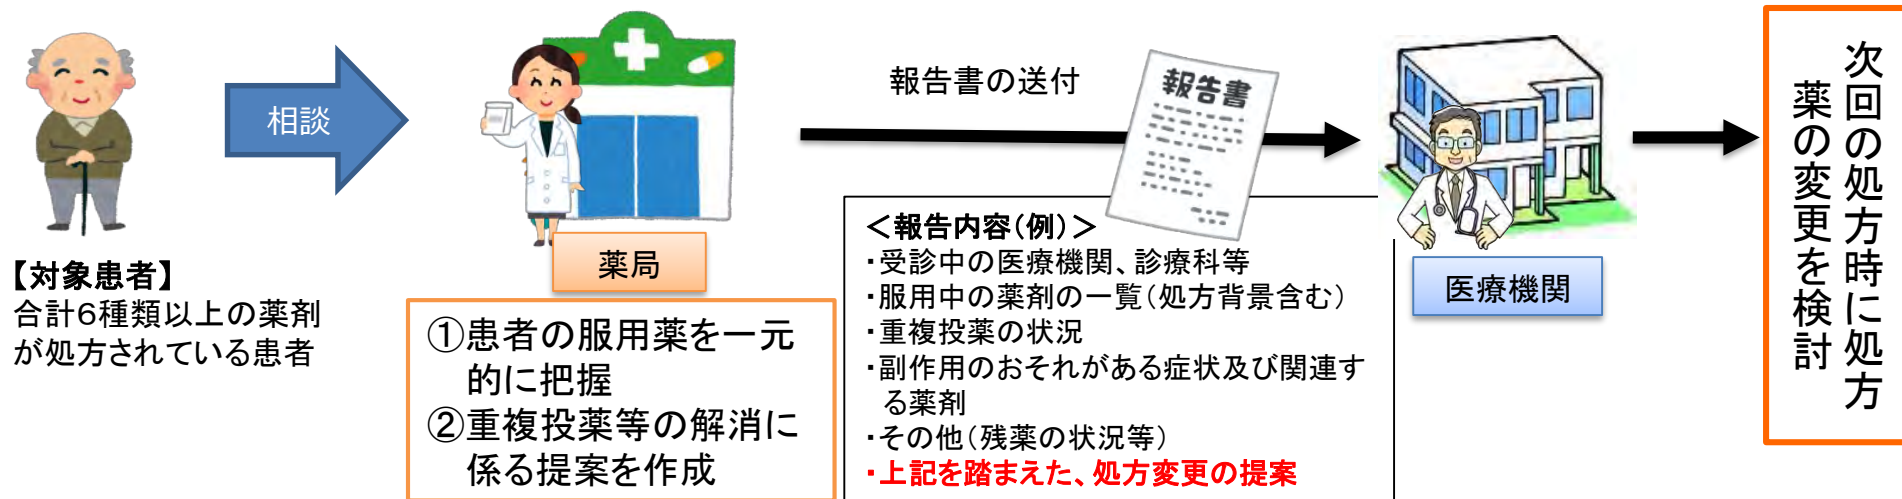 【対象患者】
合計6種類以上の薬剤
が処方されている患者
相談
薬局
①患者の服用薬を一元
的に把握
②重複投薬等の解消に
係る提案を作成
報告書の送付
報告書
＜報告内容（例）＞
・受診中の医療機関、診療科等
・服用中の薬剤の一覧（処方背景含む）
・重複投薬の状況
・副作用のおそれがある症状及び関連す
る薬剤
・その他（残薬の状況等）
・上記を踏まえた、処方変更の提案
医療機関
次回の処方時に処方
薬の変更を検討